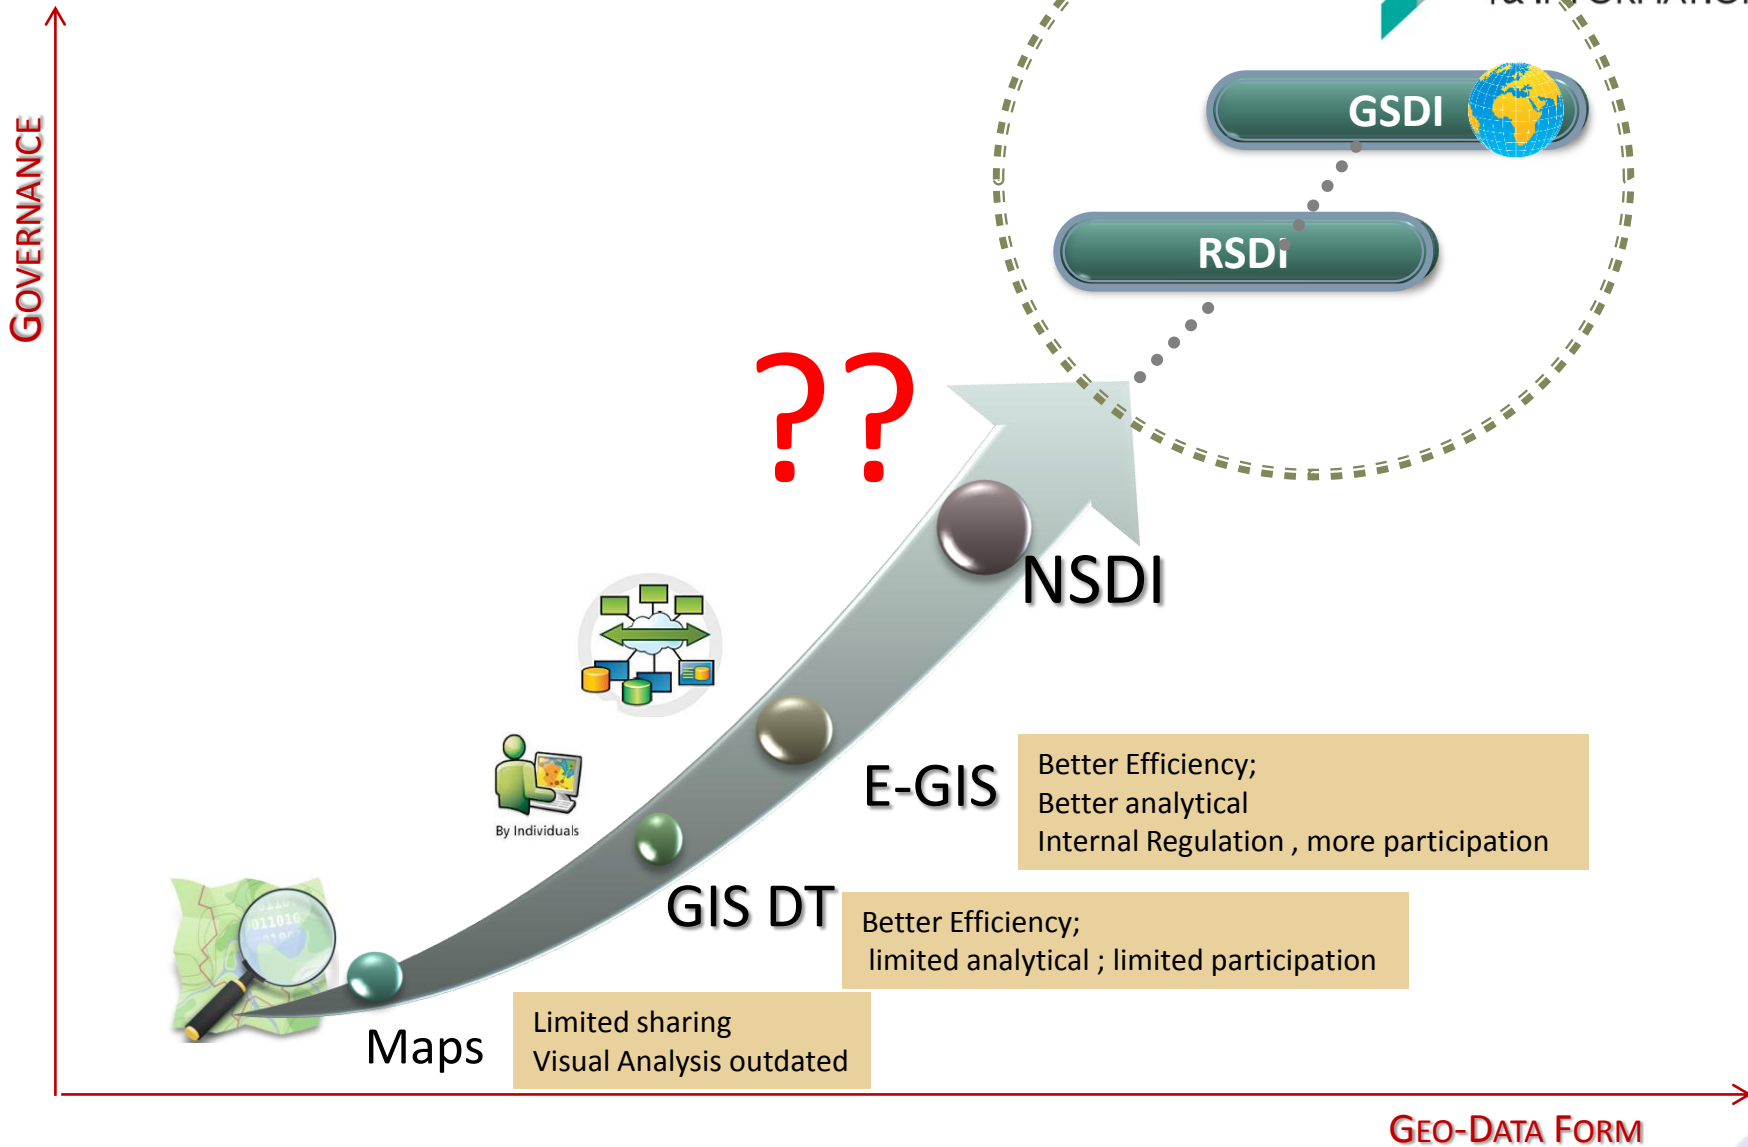 GOVERNANCE
GSDI
RSDI
??
NSDI
E-GIS
Better Efficiency;
Better analytical
Internal Regulation , more participation
By Individuals
GIS DT
Better Efficiency;
limited analytical ; limited participation
Maps
Limited sharing
Visual Analysis outdated
GEO-DATA FORM